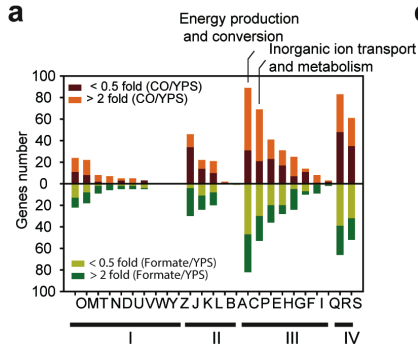 a
Energy production
and conversion
Inorganic ion transport
and metabolism
Genes number
100
80
60
40
20
0
20
40
60
80
100
< 0.5 fold (CO/YPS)
> 2 fold (CO/YPS)
< 0.5 fold (Formate/YPS)
> 2 fold (Formate/YPS)
OMTNDUVWYZJKLBACPEHGFIQRS
I II III IV